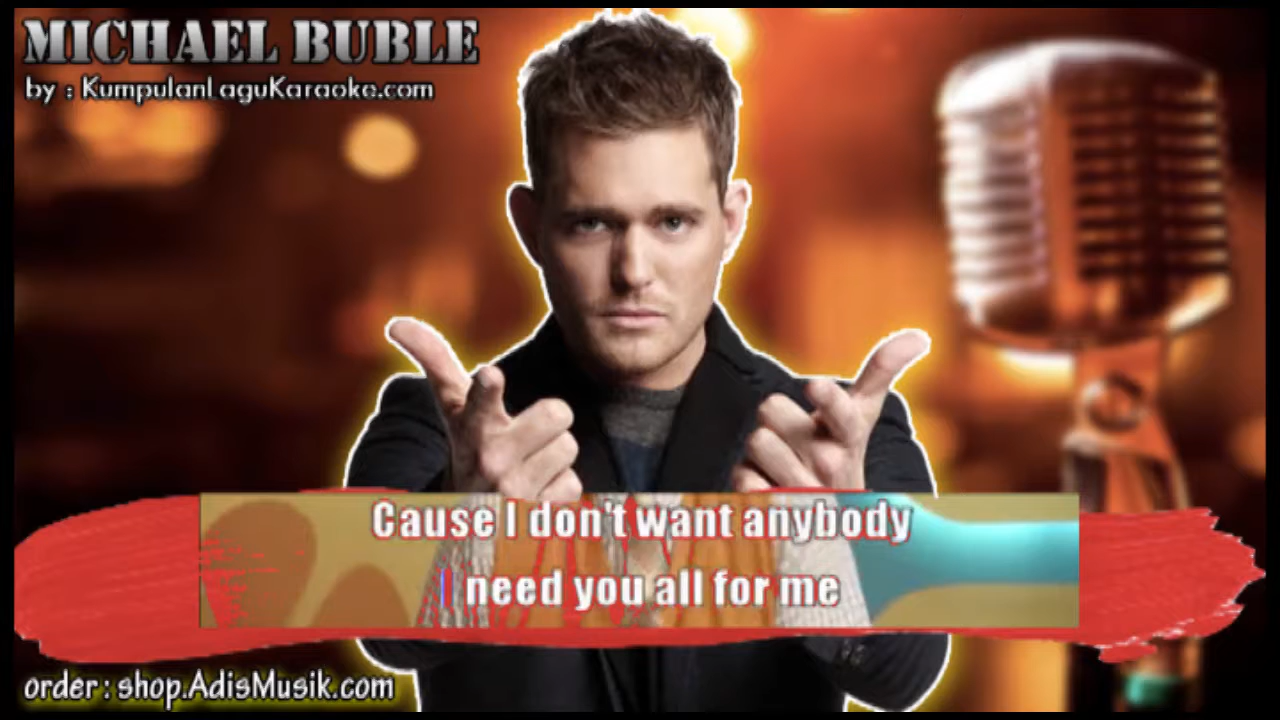 MICHAEL BUBLE
by : KumpulanLaguKaraoke.com
Cause I don't want anybody
I need you all for me
order : shop.AdisMusik.com